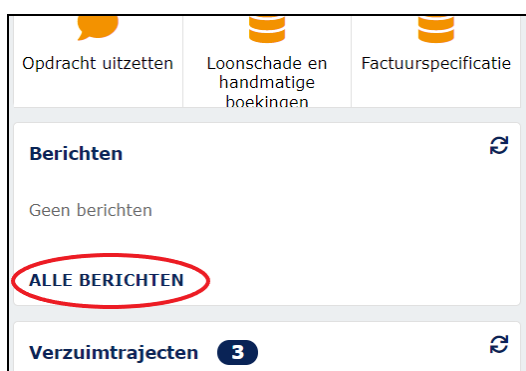 Opdracht uitzetten
Loonschade en
handmatige
boekingen
Factuurspecificatie
Berichten
Geen berichten
ALLE BERICHTEN
Verzuimtrajecten 3